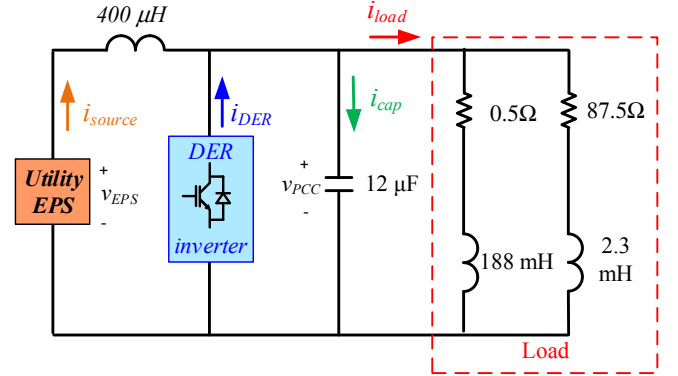 400 μH
i_load
i_source
i_DER
i_cap
0.5Ω
87.5Ω
Utility
EPS
+
v_EPS
-
DER
inverter
+
v_PCC
-
12 μF
188 mH
2.3
mH
Load